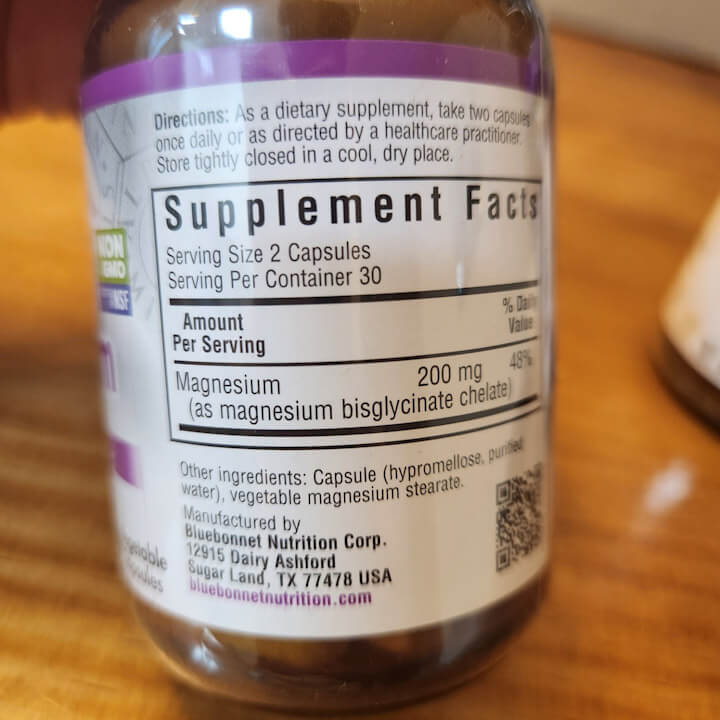 Directions: As a dietary supplement, take two capsules
once daily or as directed by a healthcare practitioner.
Store tightly closed in a cool, dry place.
Supplement Facts
Serving Size 2 Capsules
Serving Per Container 30
Amount
Per Serving
% Daily
Value
Magnesium 200 mg 48%
(as magnesium bisglycinate chelate)
Other ingredients: Capsule (hypromellose, purified
water), vegetable magnesium stearate.
Manufactured by
Bluebonnet Nutrition Corp.
12915 Dairy Ashford
Sugar Land, TX 77478 USA
bluebonnetnutrition.com
NON
GMO
NSF